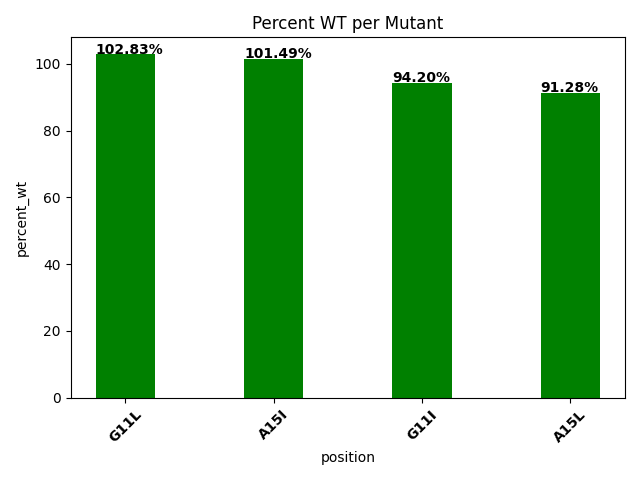 Percent WT per Mutant
102.83%
101.49%
94.20%
91.28%
percent_wt
100
80
60
40
20
0
G11L
A15I
G11I
A15L
position